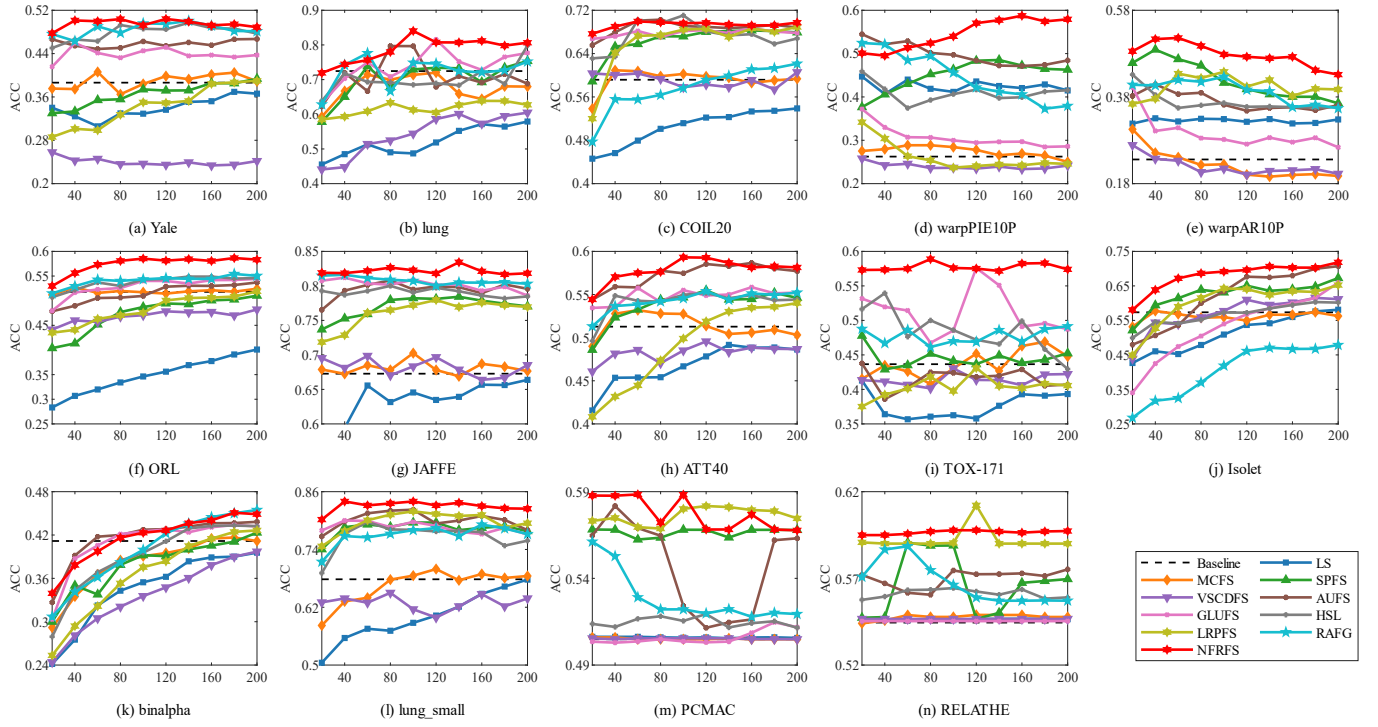 ACC
0.52
0.44
0.36
0.28
0.2
40 80 120 160 200
(a) Yale
0.9
0.8
0.7
0.6
0.5
0.4
40 80 120 160 200
(b) lung
ACC
0.72
0.64
0.56
0.48
0.4
40 80 120 160 200
(c) COIL20
ACC
0.6
0.5
0.4
0.3
0.2
40 80 120 160 200
(d) warpPIE10P
ACC
0.58
0.38
0.18
40 80 120 160 200
(e) warpAR10P
ACC
0.6
0.55
0.45
0.35
0.25
40 80 120 160 200
(f) ORL
ACC
0.85
0.8
0.75
0.7
0.65
0.6
40 80 120 160 200
(g) JAFFE
ACC
0.6
0.55
0.5
0.45
0.4
40 80 120 160 200
(h) ATT40
ACC
0.6
0.55
0.45
0.35
40 80 120 160 200
(i) TOX-171
ACC
0.75
0.65
0.55
0.45
0.35
0.25
40 80 120 160 200
(j) Isolet
ACC
0.48
0.42
0.36
0.3
0.24
40 80 120 160 200
(k) binalpha
ACC
0.86
0.74
0.62
0.5
40 80 120 160 200
(l) lung_small
ACC
0.59
0.54
0.49
40 80 120 160 200
(m) PCMAC
ACC
0.62
0.57
0.52
40 80 120 160 200
(n) RELATHE
Baseline LS
MCFS SPFS
VSCDFS AUFS
GLUFS HSL
LRPFS RAFG
NFRFS